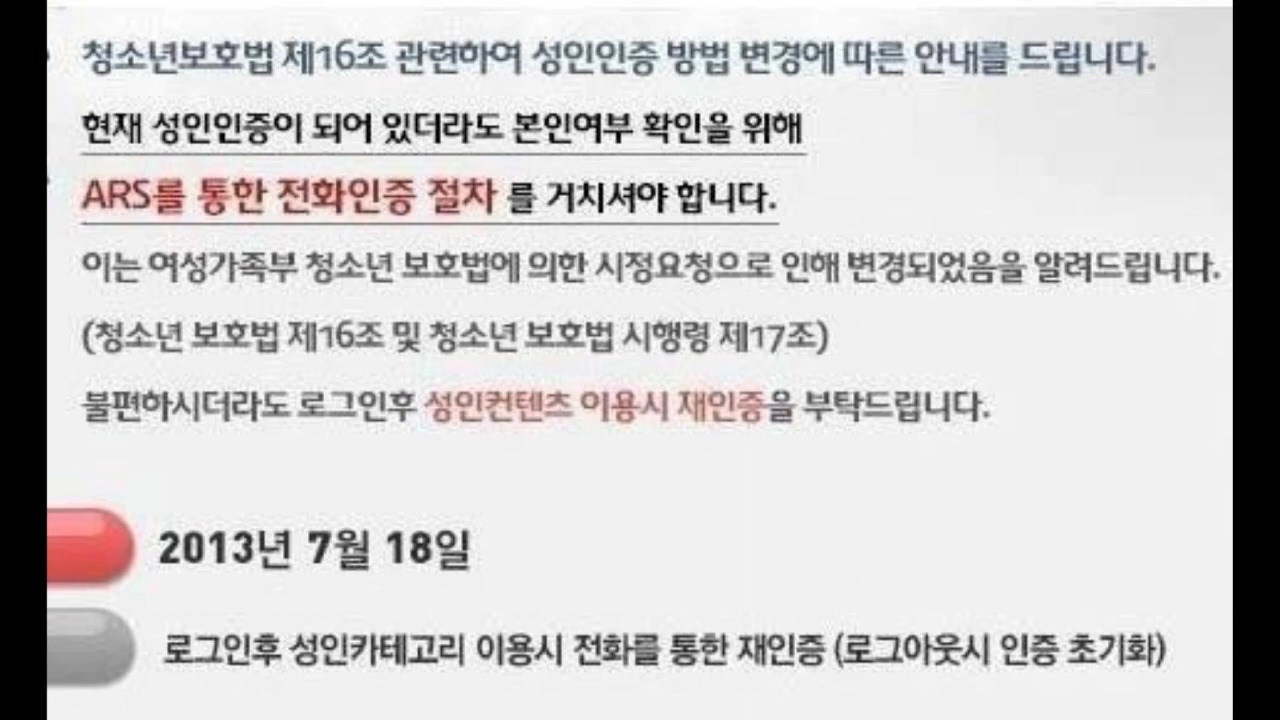 청소년보호법 제16조 관련하여 성인인증 방법 변경에 따른 안내를 드립니다.
현재 성인인증이 되어 있더라도 본인여부 확인을 위해
ARS를 통한 전화인증 절차 를 거치셔야 합니다.
이는 여성가족부 청소년 보호법에 의한 시정요청으로 인해 변경되었음을 알려드립니다.
(청소년 보호법 제16조 및 청소년 보호법 시행령 제17조)
불편하시더라도 로그인후 성인컨텐츠 이용시 재인증을 부탁드립니다.
2013년 7월 18일
로그인후 성인카테고리 이용시 전화를 통한 재인증 (로그아웃시 인증 초기화)